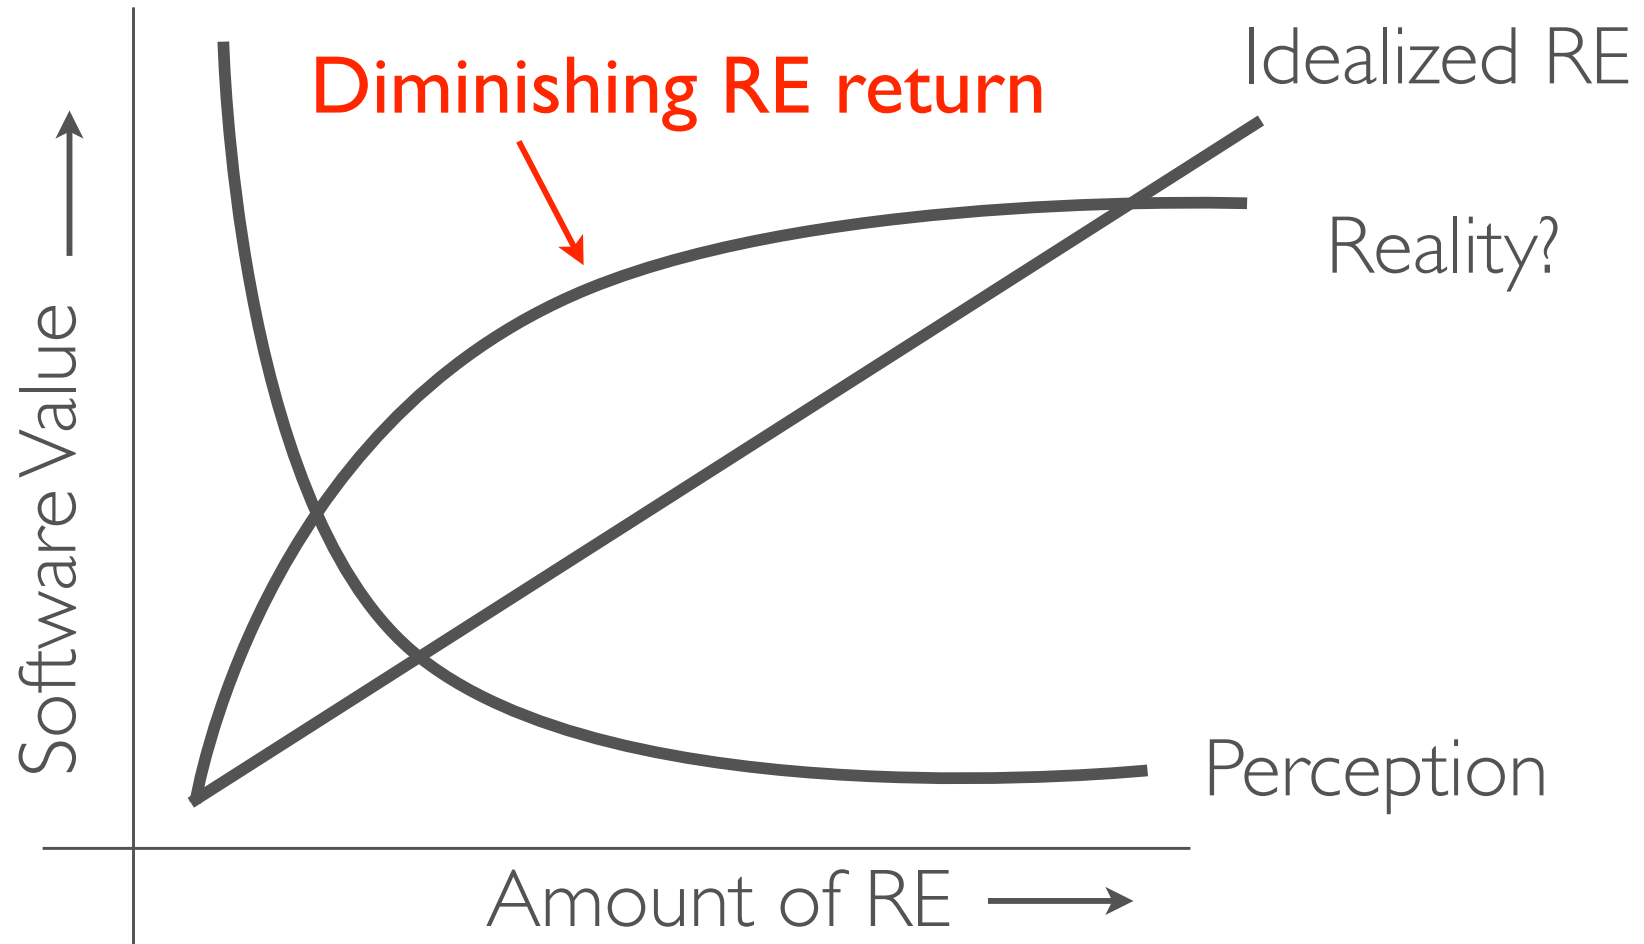 Idealized RE
Diminishing RE return
Reality?
Software Value
Perception
Amount of RE